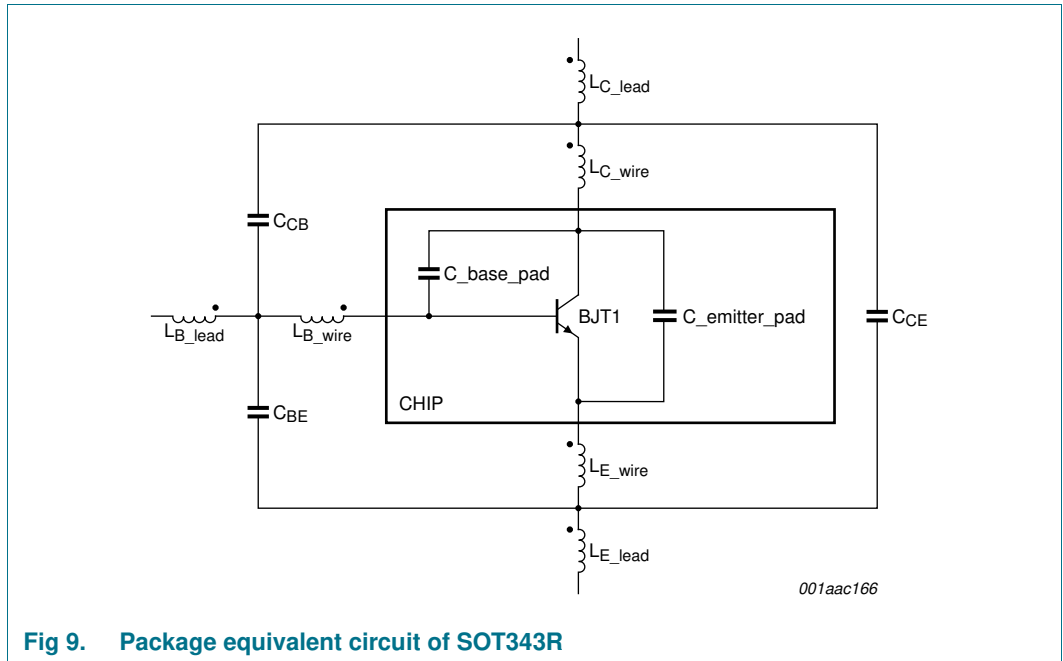 L_C_lead
L_C_wire
C_CB
C_base_pad
BJT1
C_emitter_pad
C_CE
L_B_lead
L_B_wire
C_BE
CHIP
L_E_wire
L_E_lead
001aac166
Fig 9. Package equivalent circuit of SOT343R